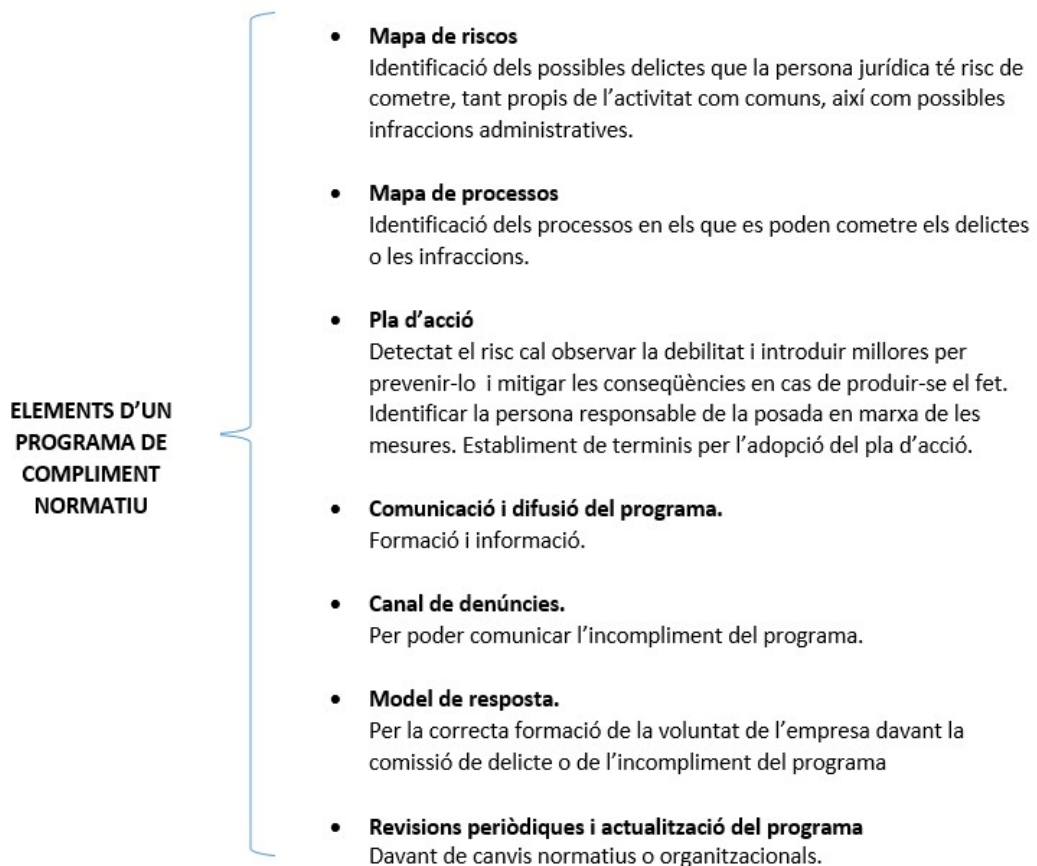 ELEMENTS D’UN
PROGRAMA DE
COMPLIMENT
NORMATIU
• Mapa de riscos
Identificació dels possibles delictes que la persona jurídica té risc de
cometre, tant propis de l’activitat com comuns, així com possibles
infraccions administratives.
• Mapa de processos
Identificació dels processos en els que es poden cometre els delictes
o les infraccions.
• Pla d’acció
Detectat el risc cal observar la debilitat i introduir millores per
prevenir-lo i mitigar les conseqüències en cas de produir-se el fet.
Identificar la persona responsable de la posada en marxa de les
mesures. Establiment de terminis per l’adopció del pla d’acció.
• Comunicació i difusió del programa.
Formació i informació.
• Canal de denúncies.
Per poder comunicar l’incompliment del programa.
• Model de resposta.
Per la correcta formació de la voluntat de l’empresa davant la
comissió de delicte o de l’incompliment del programa
• Revisions periòdiques i actualització del programa
Davant de canvis normatius o organitzacionals.